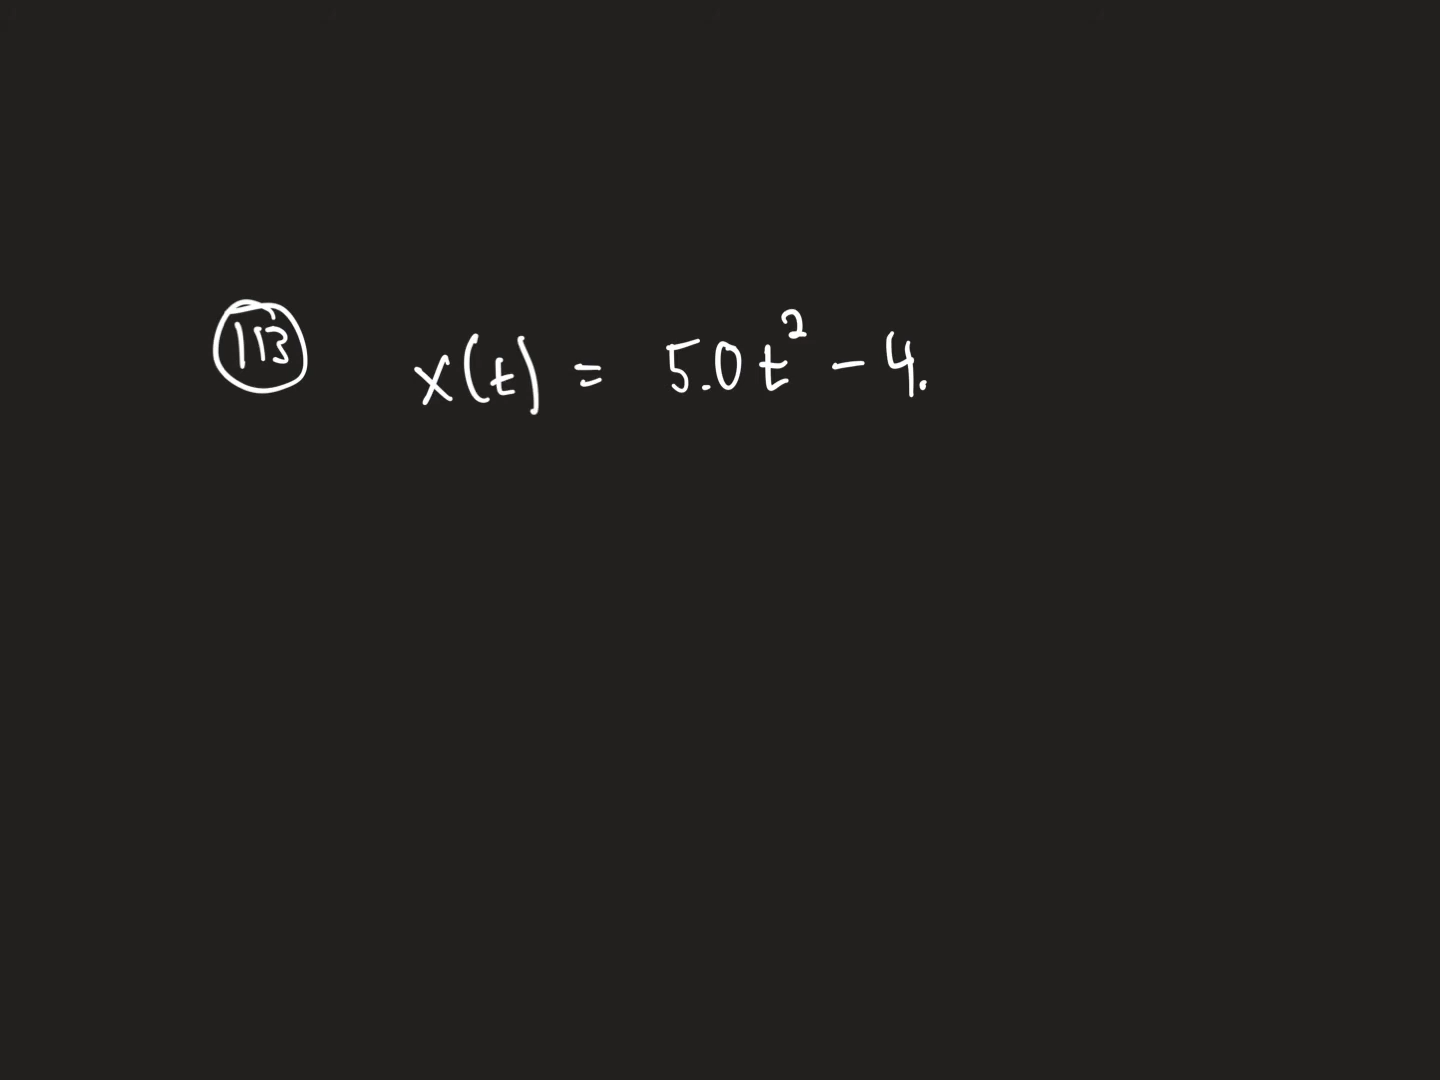 113 x(t) = 5.0t² - 4.